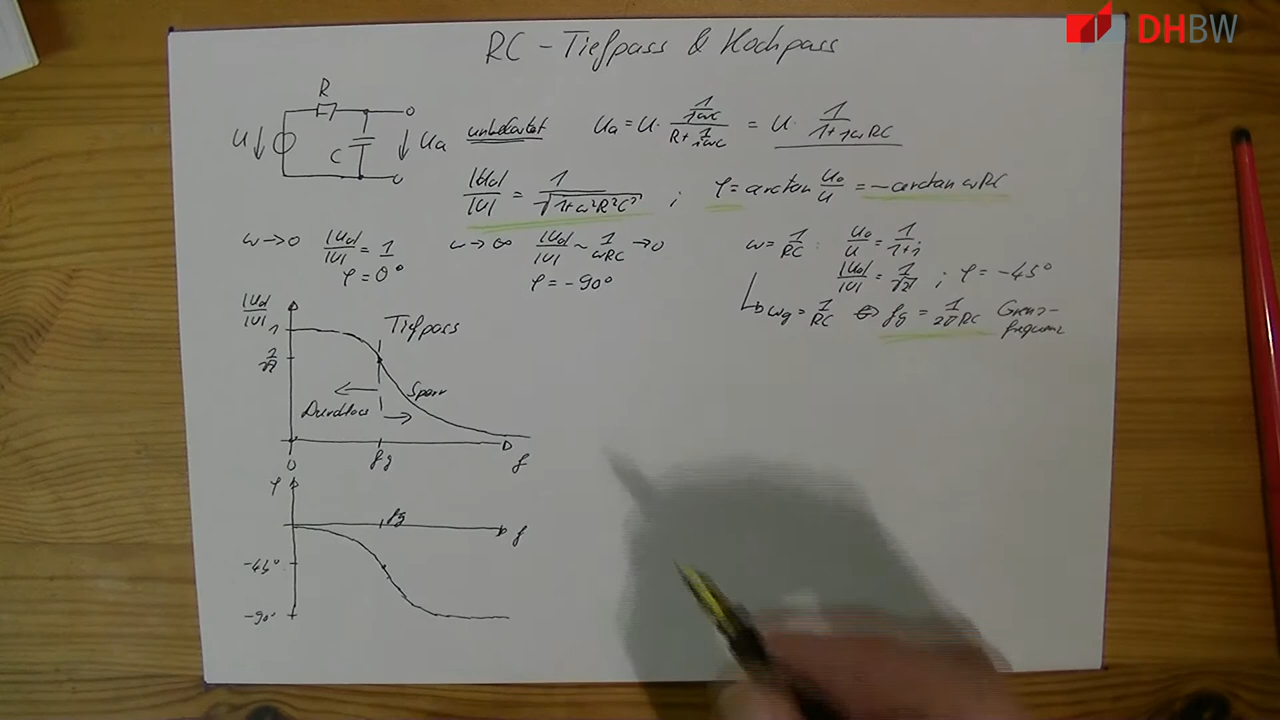 DHBW
RC - Tiefpass & Hochpass
R
U
C
Ua
unbelastet
Ua = U · (1/jωC)/(R + 1/jωC) = U · 1/(1+jωRC)
|Ua|/|U| = 1/√(1+ω²R²C²) ; φ = arctan Ua/U = -arctan ωRC
ω → 0 |Ua|/|U| = 1
φ = 0°
ω → ∞ |Ua|/|U| ~ 1/ωRC → 0
φ = -90°
ω = 1/RC : Ua/U = 1/(1+j)
|Ua|/|U| = 1/√2 ; φ = -45°
ωg = 1/RC ⇔ fg = 1/2πRC Grenz-
frequenz
|Ua|/|U|
1
1/√2
Tiefpass
Sperr
Durchlass
0
fg
f
φ
fg
f
-45°
-90°